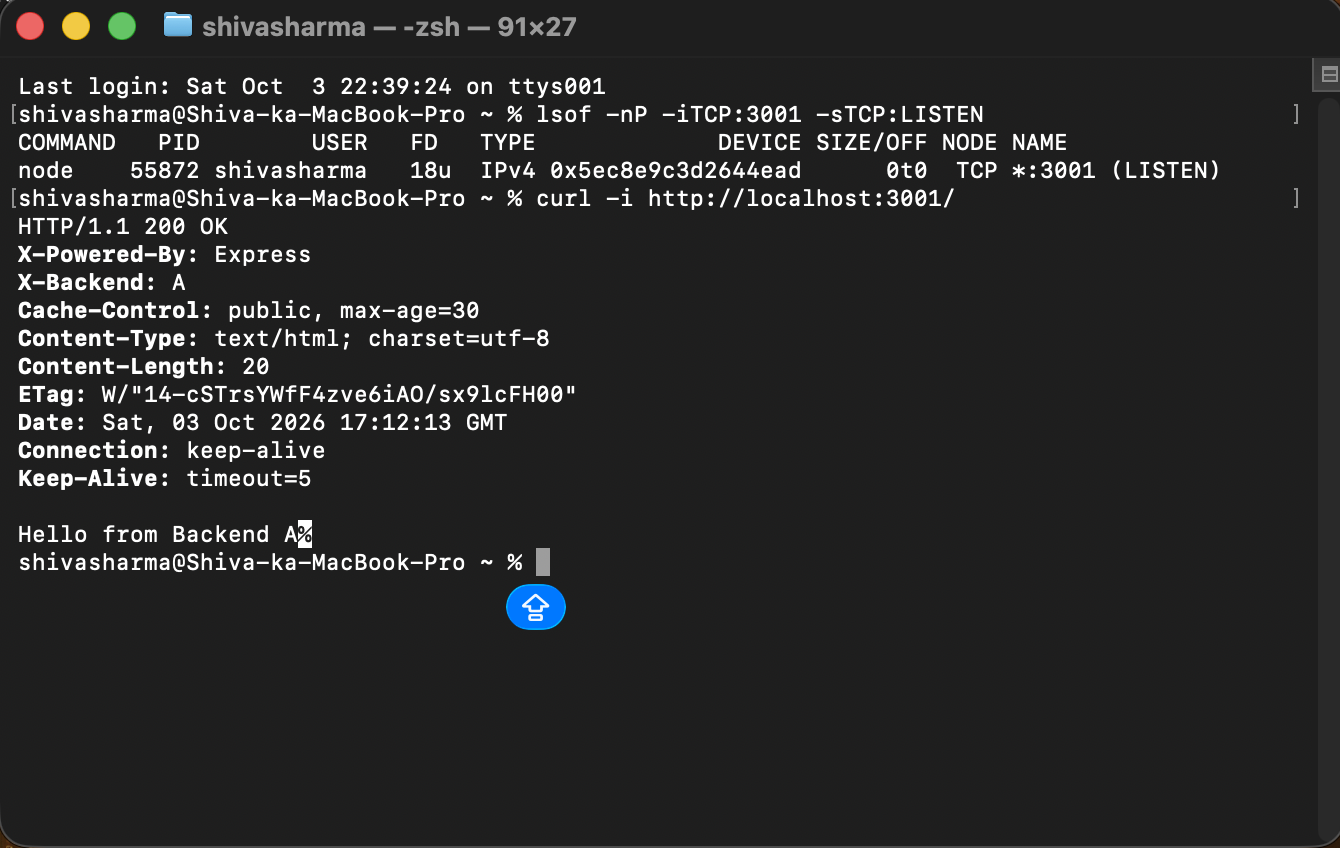 shivasharma — -zsh — 91×27
Last login: Sat Oct  3 22:39:24 on ttys001
[shivasharma@Shiva-ka-MacBook-Pro ~ % lsof -nP -iTCP:3001 -sTCP:LISTEN ]
COMMAND   PID        USER   FD   TYPE             DEVICE SIZE/OFF NODE NAME
node    55872 shivasharma   18u  IPv4 0x5ec8e9c3d2644ead      0t0  TCP *:3001 (LISTEN)
[shivasharma@Shiva-ka-MacBook-Pro ~ % curl -i http://localhost:3001/ ]
HTTP/1.1 200 OK
X-Powered-By: Express
X-Backend: A
Cache-Control: public, max-age=30
Content-Type: text/html; charset=utf-8
Content-Length: 20
ETag: W/"14-cSTrsYWfF4zve6iAO/sx9lcFH00"
Date: Sat, 03 Oct 2026 17:12:13 GMT
Connection: keep-alive
Keep-Alive: timeout=5
Hello from Backend A%
shivasharma@Shiva-ka-MacBook-Pro ~ %